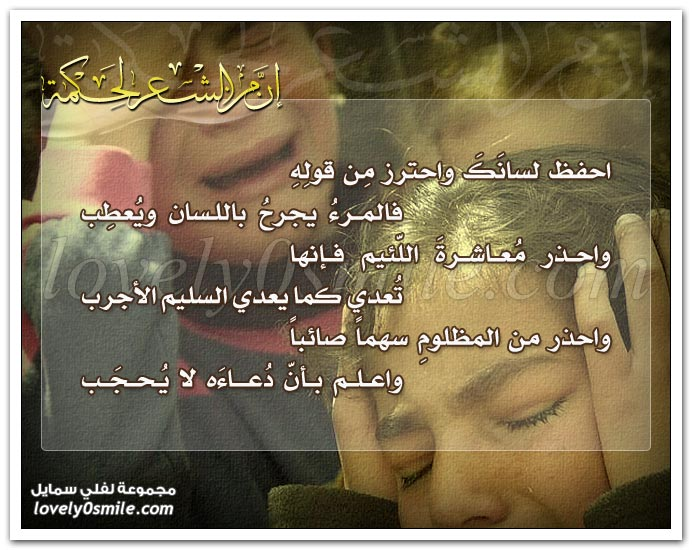 إنَّ من الشعر لحكمة
احفظ لسانَكَ واحترز مِن قولِهِ
فالمرءُ يجرحُ باللسان ويُعطِب
واحذر مُعاشرةَ اللّئيم فإنها
تُعدي كما يعدي السليم الأجرب
واحذر من المظلومِ سهماً صائباً
واعلم بأنّ دُعاءَه لا يُحجَب
lovely0smile.com
مجموعة لفلي سمايل
lovely0smile.com